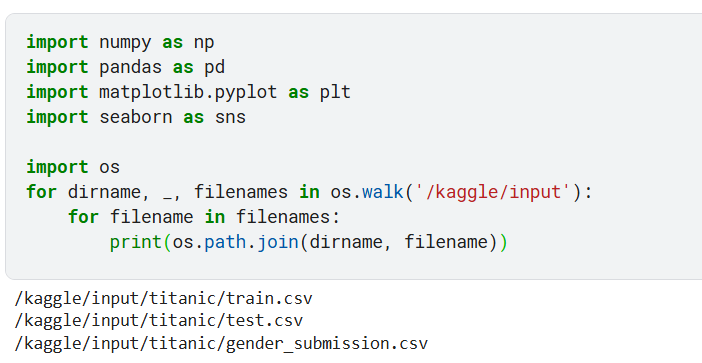 import numpy as np
import pandas as pd
import matplotlib.pyplot as plt
import seaborn as sns
import os
for dirname, _, filenames in os.walk('/kaggle/input'):
    for filename in filenames:
        print(os.path.join(dirname, filename))
/kaggle/input/titanic/train.csv
/kaggle/input/titanic/test.csv
/kaggle/input/titanic/gender_submission.csv